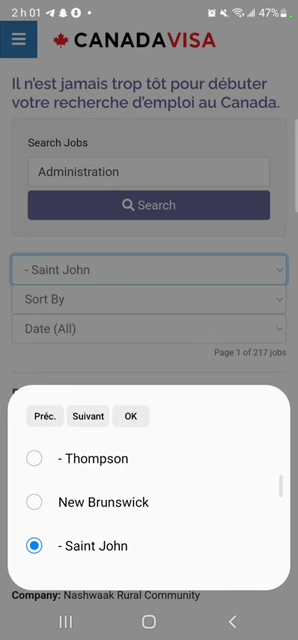 2 h 01
47%
CANADAVISA
Il n'est jamais trop tôt pour débuter
votre recherche d'emploi au Canada.
Search Jobs
Administration
Search
- Saint John
Sort By
Date (All)
Page 1 of 217 jobs
Préc.
Suivant
OK
- Thompson
New Brunswick
- Saint John
Company: Nashwaak Rural Community